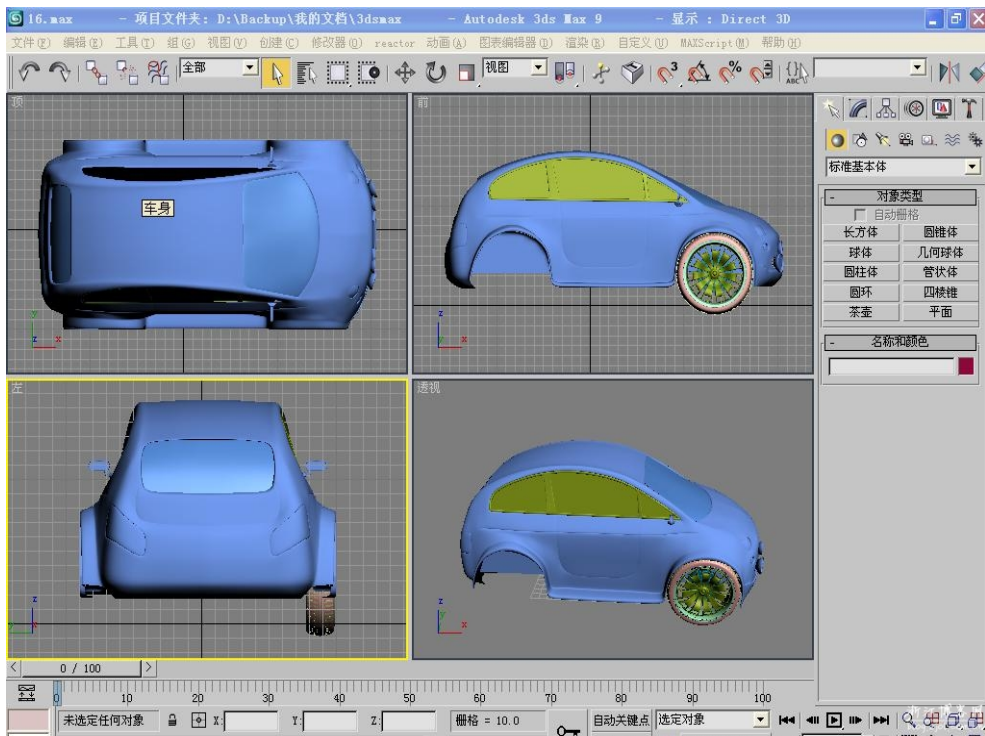 16.max - 项目文件夹: D:\Backup\我的文档\3dsmax - Autodesk 3ds Max 9 - 显示 : Direct 3D
文件(F) 编辑(E) 工具(T) 组(G) 视图(V) 创建(C) 修改器(O) reactor 动画(A) 图表编辑器(D) 渲染(R) 自定义(U) MAXScript(M) 帮助(H)
全部
视图
3
%
ABC
顶
前
车身
z
x
y
z
x
左
透视
z
y
x
z
y
x
标准基本体
- 对象类型
自动栅格
长方体 圆锥体
球体 几何球体
圆柱体 管状体
圆环 四棱锥
茶壶 平面
- 名称和颜色
< 0 / 100 >
0 10 20 30 40 50 60 70 80 90 100
未选定任何对象 X: Y: Z: 栅格 = 10.0 自动关键点 选定对象